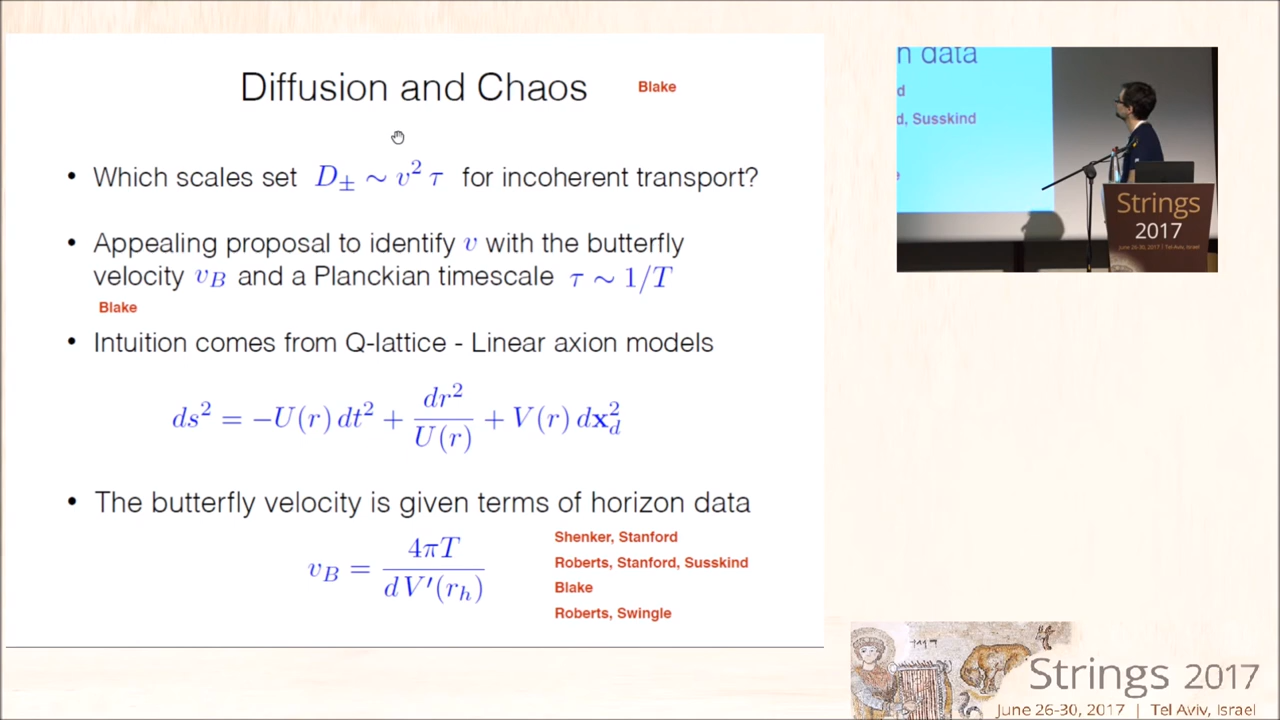 Diffusion and Chaos
Blake
• Which scales set D± ∼ v² τ for incoherent transport?
• Appealing proposal to identify v with the butterfly
velocity v_B and a Planckian timescale τ ∼ 1/T
Blake
• Intuition comes from Q-lattice - Linear axion models
ds² = −U(r) dt² + dr²/U(r) + V(r) dx²_d
• The butterfly velocity is given terms of horizon data
v_B = 4πT / d V′(r_h)
Shenker, Stanford
Roberts, Stanford, Susskind
Blake
Roberts, Swingle
n data
d
d, Susskind
e
Strings
2017
June 26-30, 2017 | Tel Aviv, Israel
Strings 2017
June 26-30, 2017 | Tel Aviv, Israel